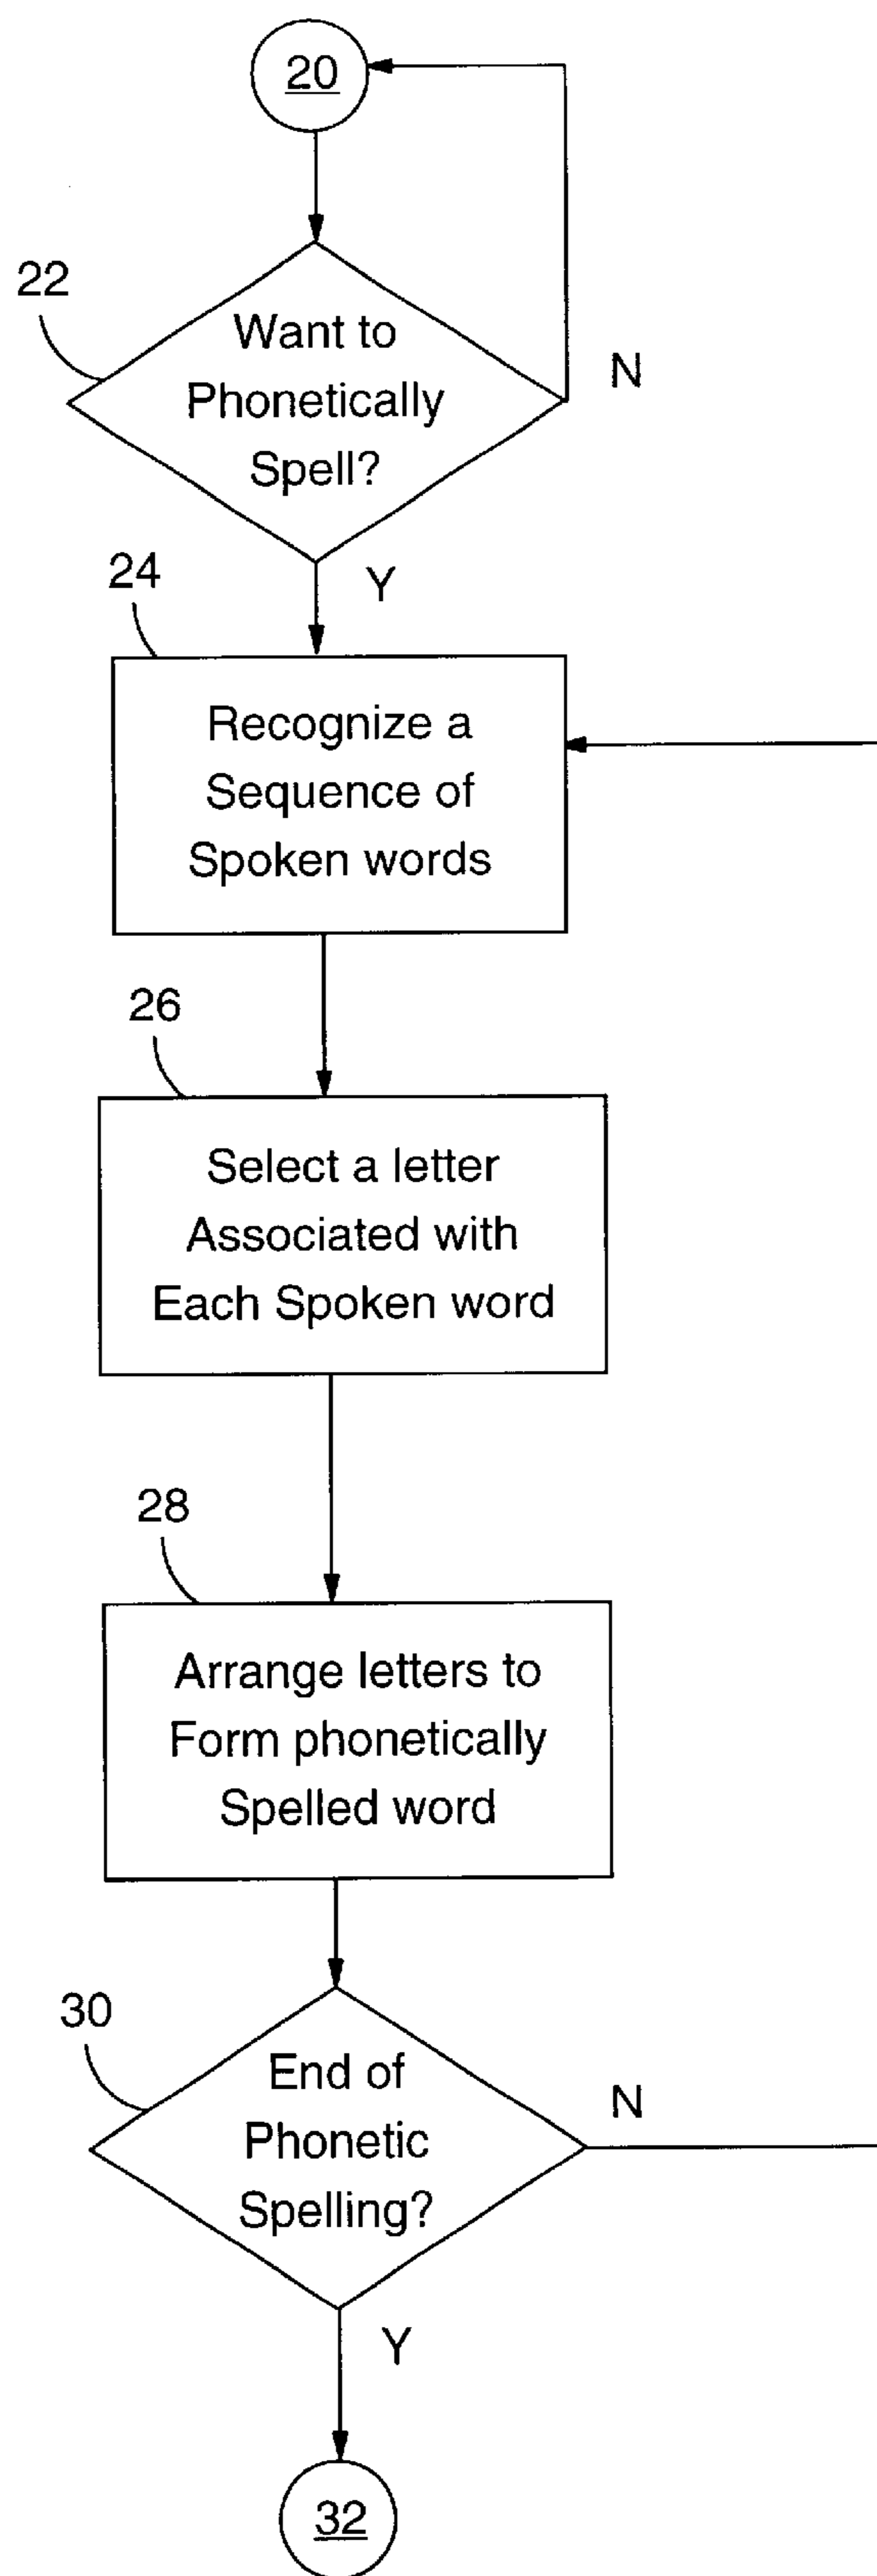 20
22
Want to
Phonetically
Spell?
N
Y
24
Recognize a
Sequence of
Spoken words
26
Select a letter
Associated with
Each Spoken word
28
Arrange letters to
Form phonetically
Spelled word
30
End of
Phonetic
Spelling?
N
Y
32